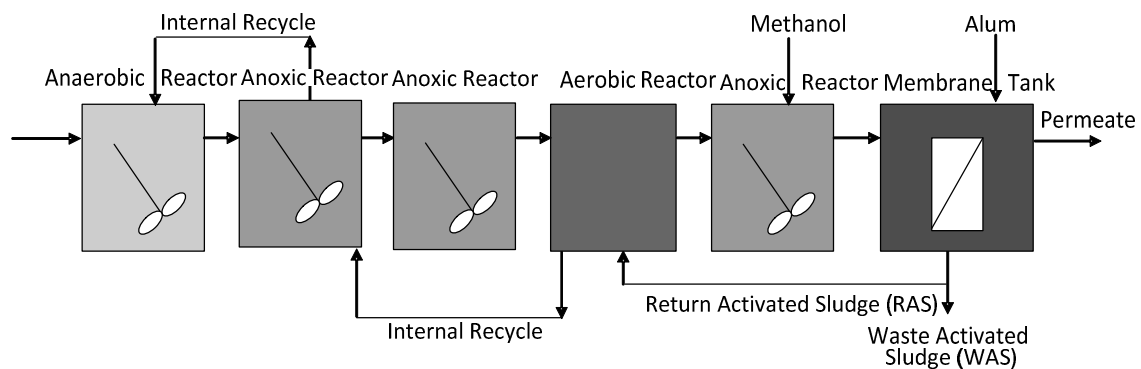 Internal Recycle
Methanol
Alum
Anaerobic Reactor
Anoxic Reactor
Anoxic Reactor
Aerobic Reactor
Anoxic Reactor
Membrane Tank
Permeate
Return Activated Sludge (RAS)
Internal Recycle
Waste Activated
Sludge (WAS)